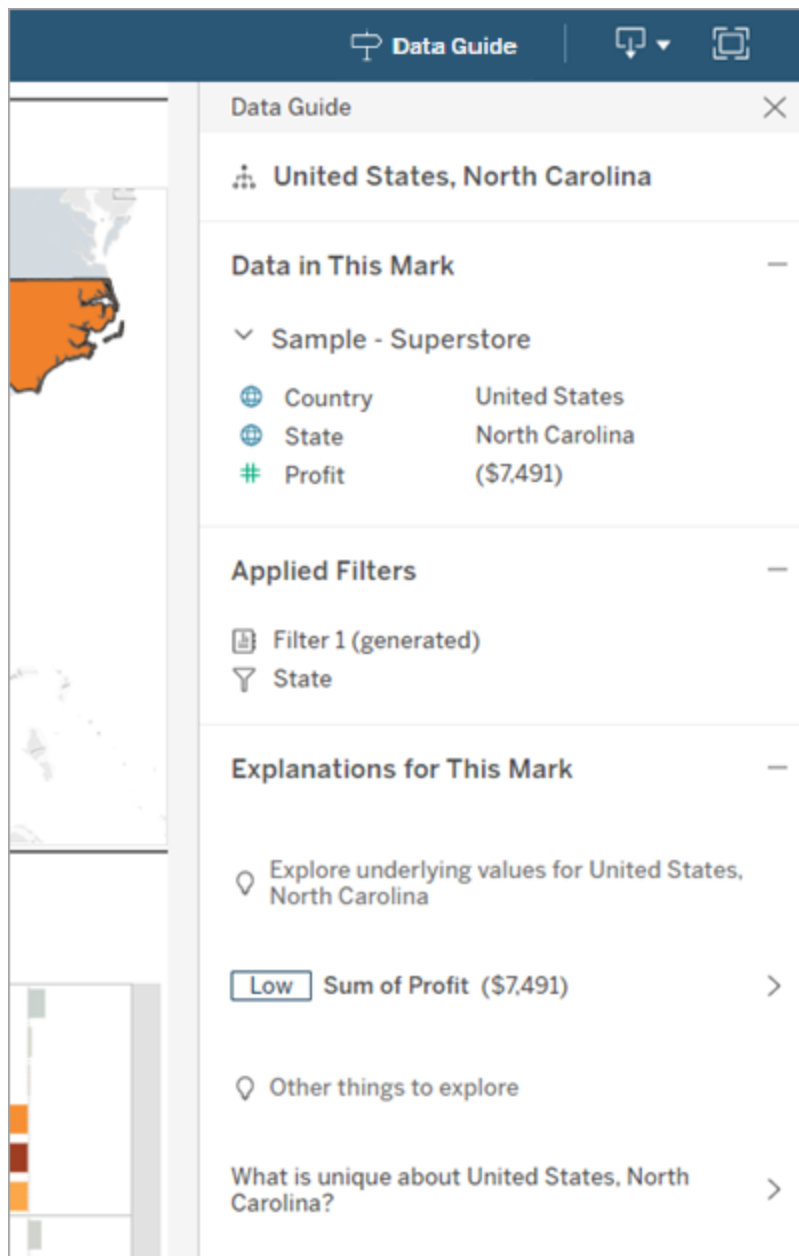 Data Guide
Data Guide
United States, North Carolina
Data in This Mark
Sample - Superstore
Country United States
State North Carolina
Profit ($7,491)
Applied Filters
Filter 1 (generated)
State
Explanations for This Mark
Explore underlying values for United States,
North Carolina
Low Sum of Profit ($7,491)
Other things to explore
What is unique about United States, North
Carolina?